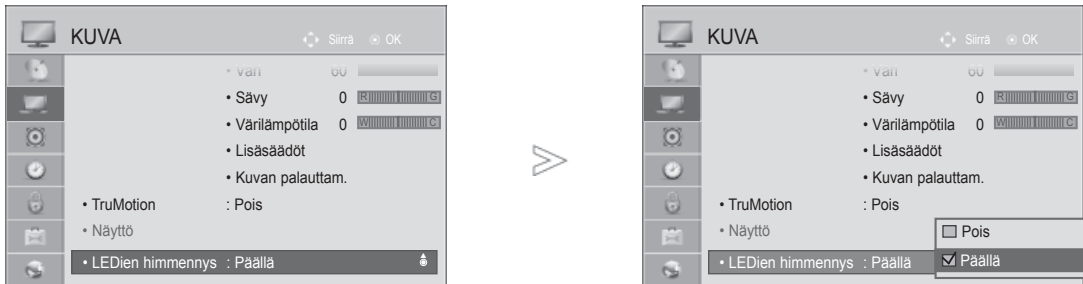 KUVA
Siirrä OK
• Väri 60
• Sävy 0 R G
• Värilämpötila 0 W C
• Lisäsäädöt
• Kuvan palauttam.
• TruMotion : Pois
• Näyttö
• LEDien himmennys : Päällä
KUVA
Siirrä OK
• Väri 60
• Sävy 0 R G
• Värilämpötila 0 W C
• Lisäsäädöt
• Kuvan palauttam.
• TruMotion : Pois
• Näyttö
• LEDien himmennys : Päällä
Pois
Päällä